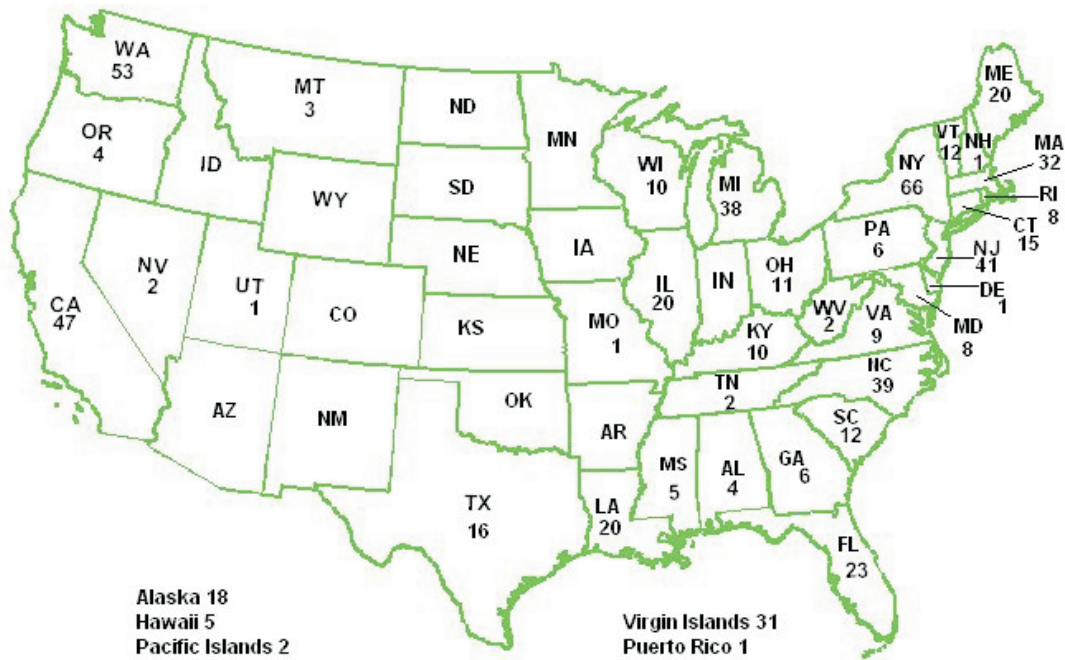 WA
53
MT
3
ND
MN
ME
20
OR
4
ID
VT
12
NH
1
MA
32
WI
10
NY
66
SD
WY
MI
38
RI
8
CT
15
PA
6
NE
IA
NJ
41
NV
2
UT
1
OH
11
IN
IL
20
DE
1
CA
47
CO
WV
2
VA
9
MD
8
KS
MO
1
KY
10
NC
39
TN
2
AZ
NM
OK
AR
SC
12
MS
5
AL
4
GA
6
TX
16
LA
20
FL
23
Alaska 18
Hawaii 5
Pacific Islands 2
Virgin Islands 31
Puerto Rico 1